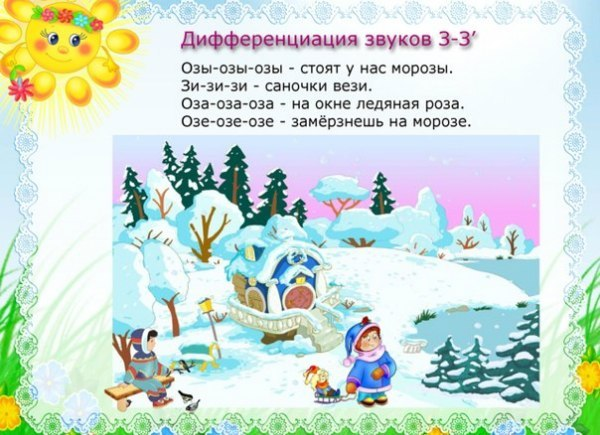 Дифференциация звуков З-З’
Озы-озы-озы - стоят у нас морозы.
Зи-зи-зи - саночки вези.
Оза-оза-оза - на окне ледяная роза.
Озе-озе-озе - замёрзнешь на морозе.